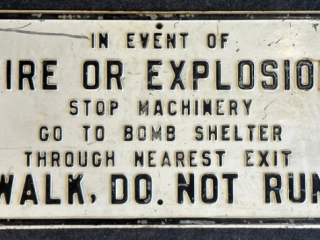 IN EVENT OF
IRE OR EXPLOSIO
STOP MACHINERY
GO TO BOMB SHELTER
THROUGH NEAREST EXIT
WALK, DO. NOT RUN